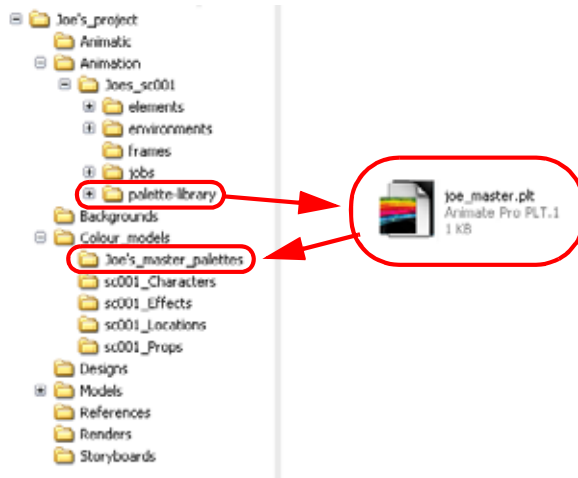 Joe's_project
Animatic
Animation
Joes_sc001
elements
environments
frames
jobs
palette-library
Backgrounds
Colour_models
Joe's_master_palettes
sc001_Characters
sc001_Effects
sc001_Locations
sc001_Props
Designs
Models
References
Renders
Storyboards
joe_master.plt
Animate Pro PLT.1
1 KB